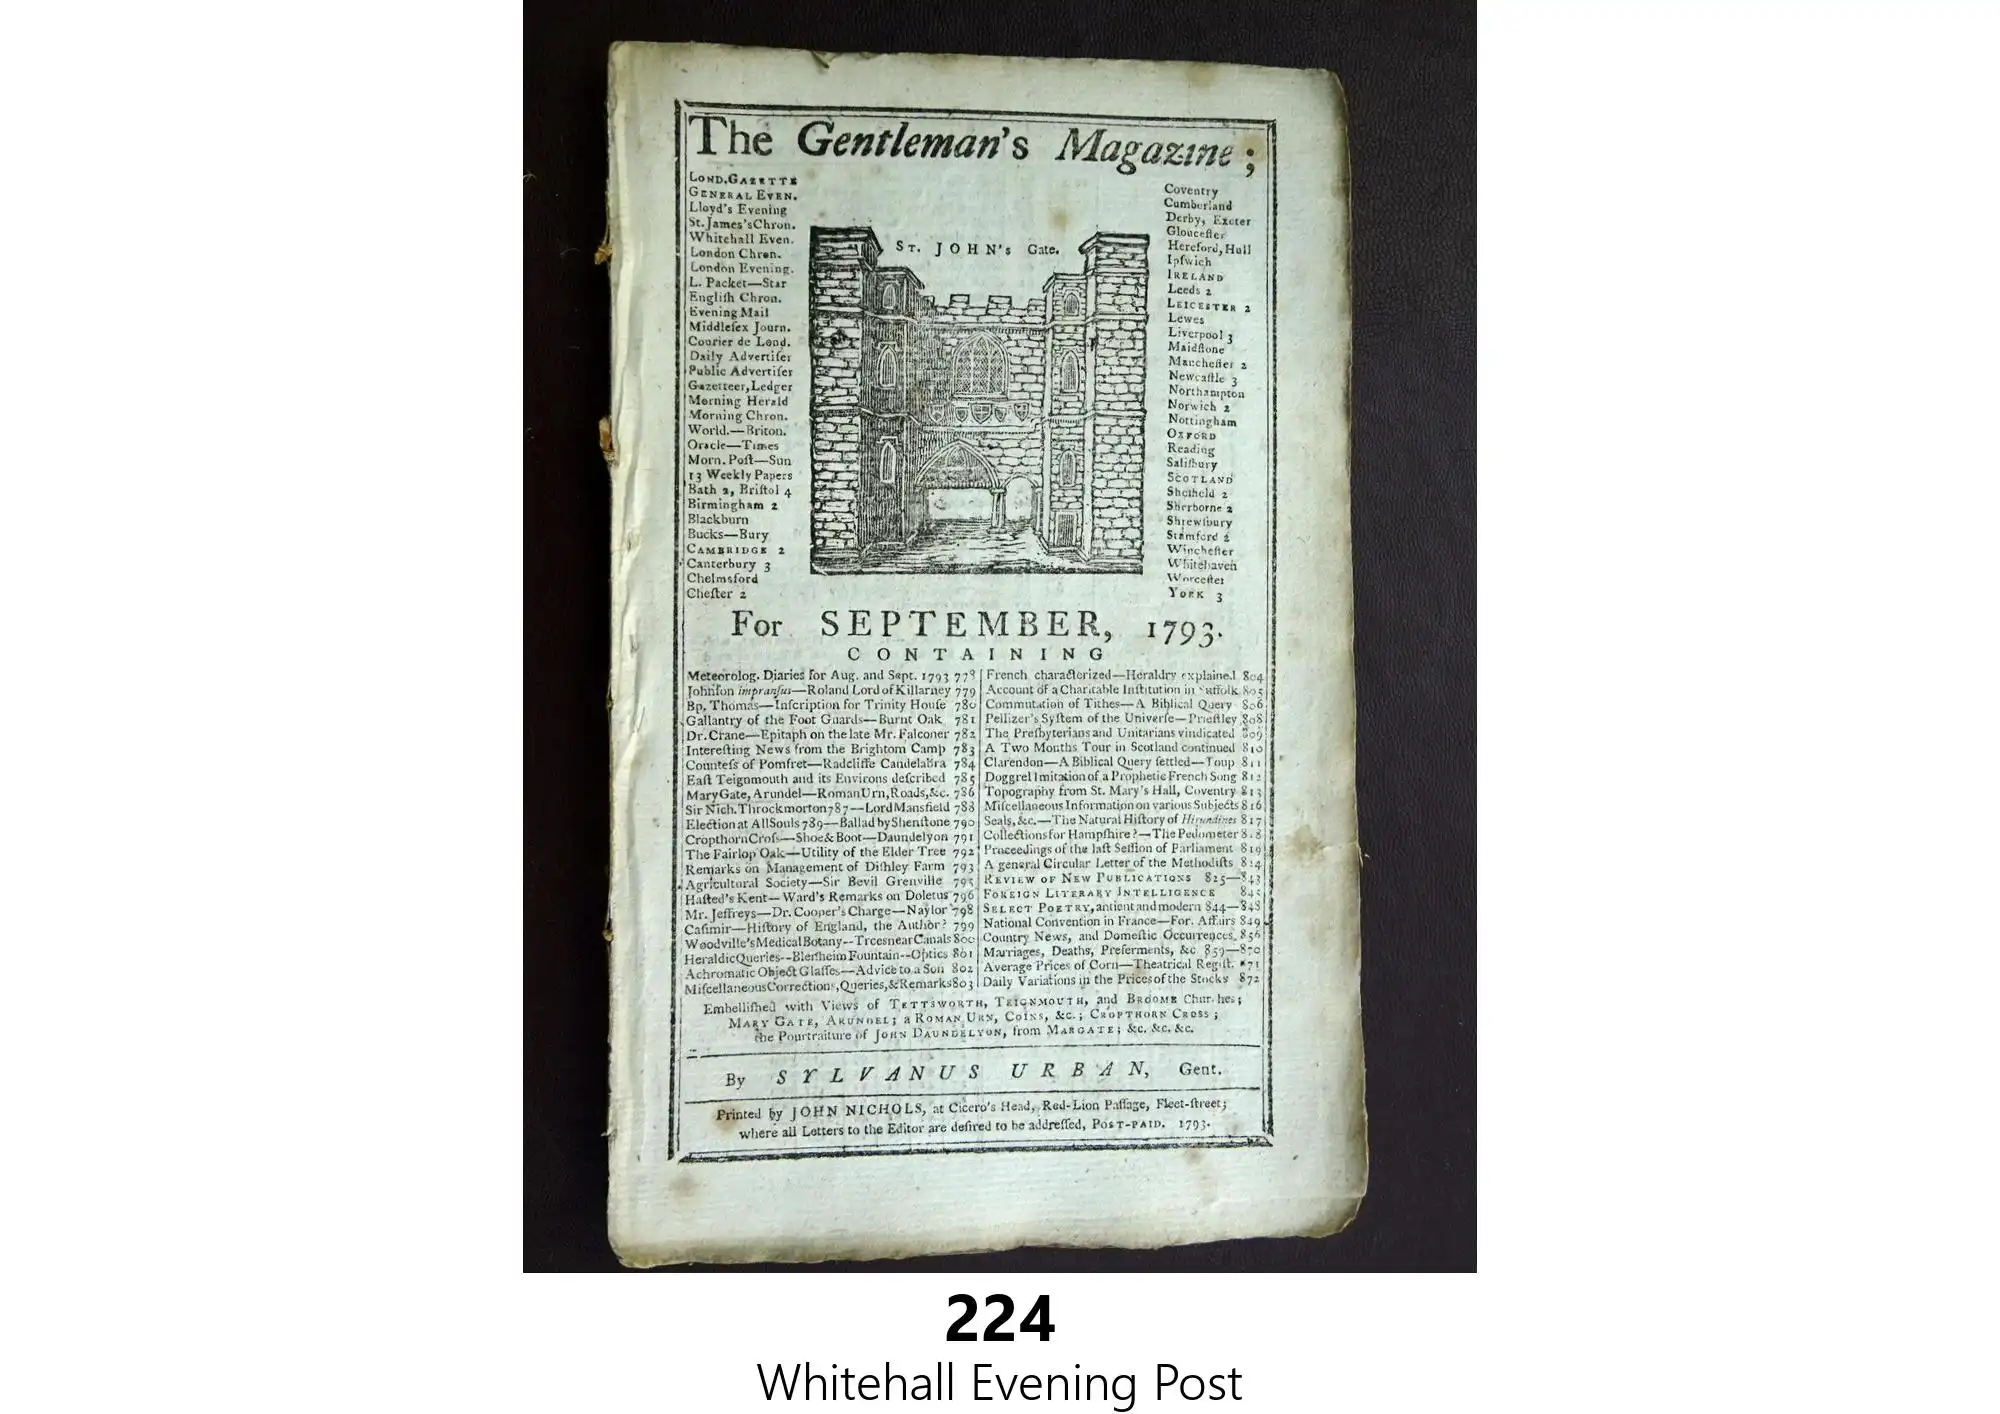 The Gentleman's Magazine;
LOND.GAZETTE
GENERAL EVEN.
Lloyd's Evening
St.James'sChron.
Whitehall Even.
London Chron.
London Evening.
L. Packet—Star
Engliſh Chron.
Evening Mail
Middleſex Journ.
Courier de Lond.
Daily Advertiſer
Public Advertiſer
Gazetteer,Ledger
Morning Herald
Morning Chron.
World.—Briton.
Oracle—Times
Morn. Poſt—Sun
13 Weekly Papers
Bath 2, Briſtol 4
Birmingham 2
Blackburn
Bucks—Bury
CAMBRIDGE 2
Canterbury 3
Chelmsford
Cheſter 2
ST. JOHN's Gate.
Coventry
Cumberland
Derby, Exeter
Glouceſter
Hereford, Hull
Ipſwich
IRELAND
Leeds 2
LEICESTER 2
Lewes
Liverpool 3
Maidſtone
Mancheſter 2
Newcaſtle 3
Northampton
Norwich 2
Nottingham
OXFORD
Reading
Saliſbury
SCOTLAND
Sheffield 2
Sherborne 2
Shrewſbury
Stamford 2
Wincheſter
Whitehaven
Worceſter
YORK 3
For SEPTEMBER, 1793.
CONTAINING
Meteorolog. Diaries for Aug. and Sept. 1793 778
Johnſon impranſus—Roland Lord of Killarney 779
Bp. Thomas—Inſcription for Trinity Houſe 780
Gallantry of the Foot Guards—Burnt Oak 781
Dr. Crane—Epitaph on the late Mr. Falconer 782
Intereſting News from the Brightom Camp 783
Counteſs of Pomfret—Radcliffe Candelabra 784
Eaſt Teignmouth and its Environs deſcribed 785
Mary Gate, Arundel—Roman Urn, Roads, &c. 786
Sir Nich. Throckmorton 787—Lord Mansfield 788
Election at All Souls 789—Ballad by Shenſtone 790
Cropthorn Croſs—Shoe & Boot—Daundelyon 791
The Fairlop Oak—Utility of the Elder Tree 792
Remarks on Management of Diſhley Farm 793
Agricultural Society—Sir Bevil Grenville 795
Haſted's Kent—Ward's Remarks on Doletus 796
Mr. Jeffreys—Dr. Cooper's Charge—Naylor 798
Caſimir—Hiſtory of England, the Author? 799
Woodville's Medical Botany--Trees near Canals 800
Heraldic Queries--Blenheim Fountain--Optics 801
Achromatic Object Glaſſes—Advice to a Son 802
Miſcellaneous Corrections, Queries, & Remarks 803
French characterized—Heraldry explained 804
Account of a Charitable Inſtitution in Suffolk 805
Commutation of Tithes—A Biblical Query 806
Pellizer's Syſtem of the Univerſe—Prieſtley 808
The Preſbyterians and Unitarians vindicated 809
A Two Months Tour in Scotland continued 810
Clarendon—A Biblical Query ſettled—Toup 811
Doggrel Imitation of a Prophetic French Song 812
Topography from St. Mary's Hall, Coventry 813
Miſcellaneous Information on various Subjects 816
Seals, &c.—The Natural Hiſtory of Hirundines 817
Collections for Hampſhire?—The Pedometer 818
Proceedings of the laſt Seſſion of Parliament 819
A general Circular Letter of the Methodiſts 824
REVIEW OF NEW PUBLICATIONS 825—843
FOREIGN LITERARY INTELLIGENCE
SELECT POETRY, antient and modern 844—848
National Convention in France—For. Affairs 849
Country News, and Domeſtic Occurrences 856
Marriages, Deaths, Preferments, &c 859—870
Average Prices of Corn—Theatrical Regiſt. 871
Daily Variations in the Prices of the Stocks 872
Embelliſhed with Views of TETTSWORTH, TEIGNMOUTH, and BROOME Churches;
MARY GATE, ARUNDEL; a ROMAN URN, COINS, &c.; CROPTHORN CROSS;
the Pourtraiture of JOHN DAUNDELYON, from MARGATE; &c. &c. &c.
By SYLVANUS URBAN, Gent.
Printed by JOHN NICHOLS, at Cicero's Head, Red-Lion Paſſage, Fleet-ſtreet;
where all Letters to the Editor are deſired to be addreſſed, POST-PAID. 1793.
224
Whitehall Evening Post